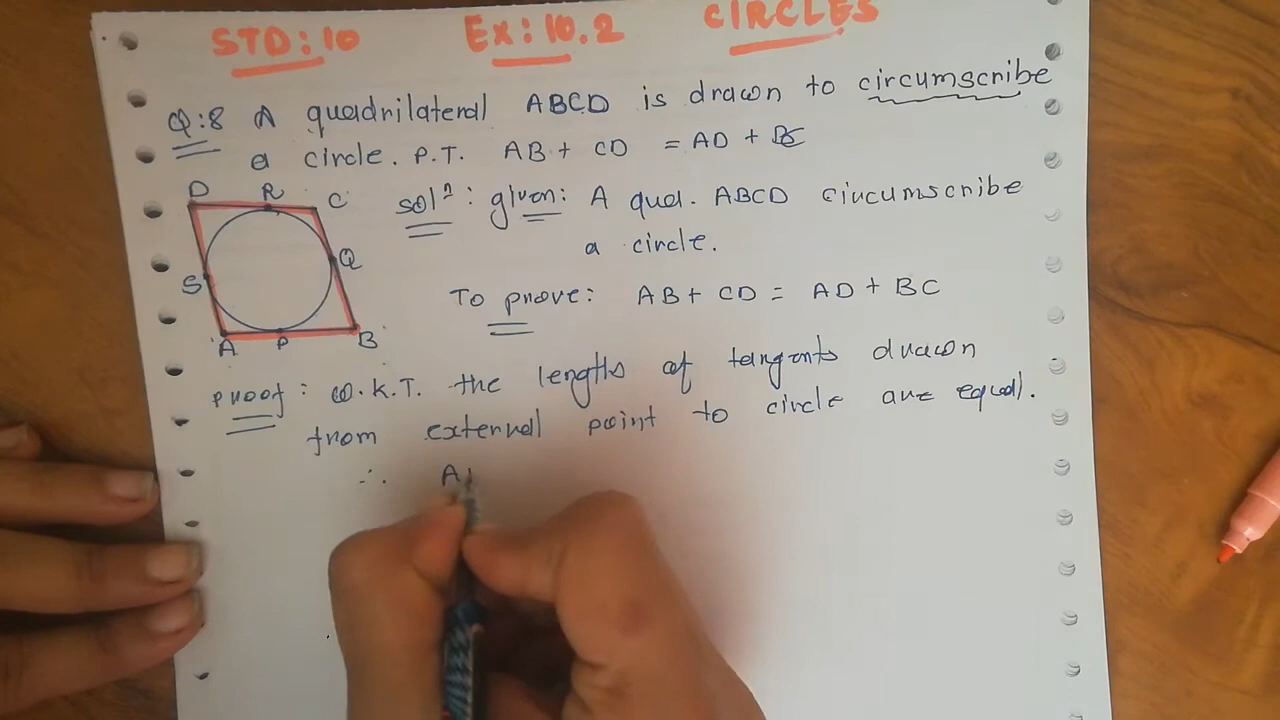 STD:10 Ex:10.2 CIRCLES
Q:8 A quadrilateral ABCD is drawn to circumscribe
a circle. P.T. AB + CD = AD + BC
D R C
S Q
A P B
solⁿ: given: A qual. ABCD circumscribe
a circle.
To prove: AB + CD = AD + BC
proof: w.k.T. the lengths of tangents drawn
from external point to circle are equal.
∴ A